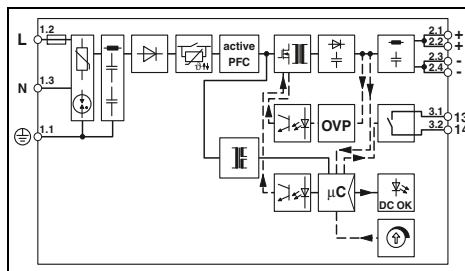 L 1.2
N 1.3
1.1
ϑ
active
PFC
OVP
μC
DC OK
2.1 +
2.2 +
2.3 -
2.4 -
3.1 13
3.2 14